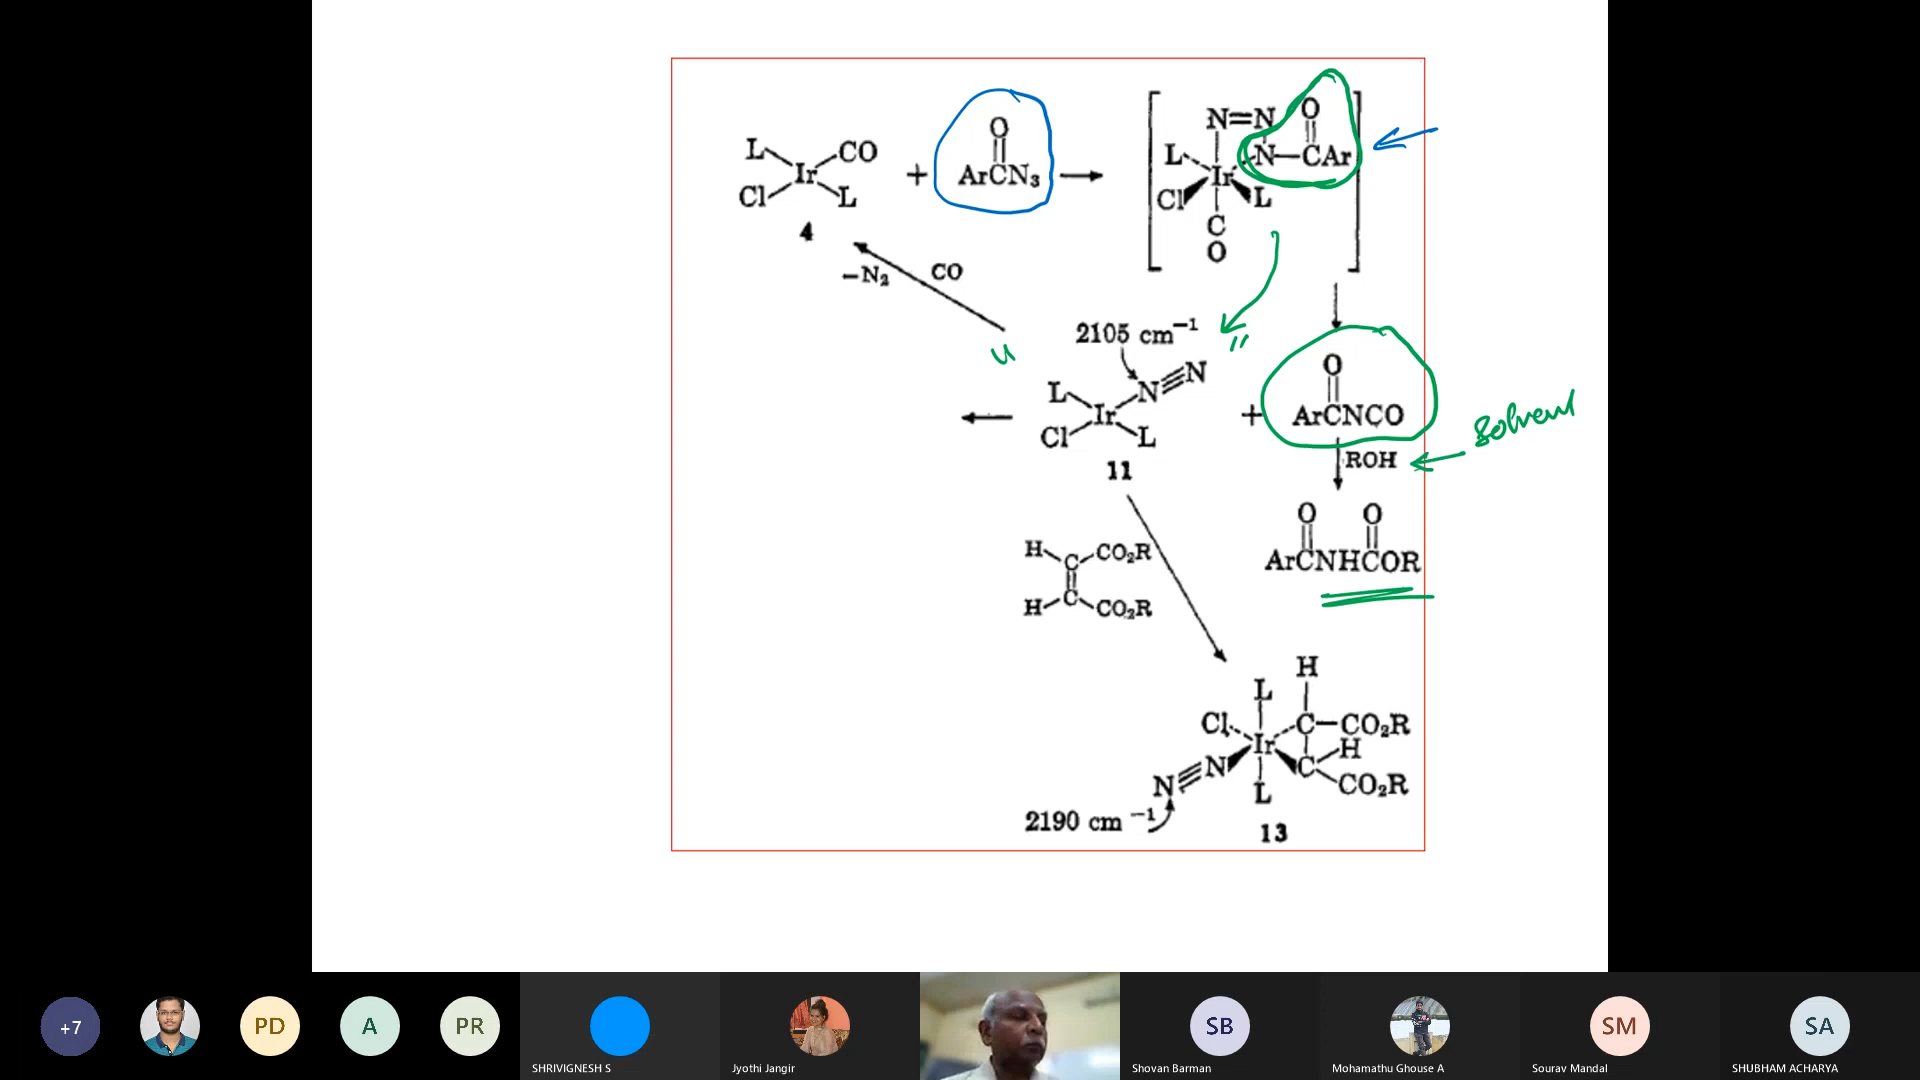 L
CO
Ir
Cl
L
4
+
O
ArCN₃
N=N
O
L
N—CAr
Ir
Cl
L
C
O
−N₂
CO
2105 cm⁻¹
L
N≡N
Ir
Cl
L
11
+
O
ArCNCO
Solvent
ROH
O O
ArCNHCOR
H
C
CO₂R
H
C
CO₂R
H
L
Cl
C—CO₂R
Ir
H
N≡N
C
CO₂R
L
2190 cm ⁻¹
13
+7
PD
A
PR
SB
SM
SA
SHRIVIGNESH S
Jyothi Jangir
Shovan Barman
Mohamathu Ghouse A
Sourav Mandal
SHUBHAM ACHARYA